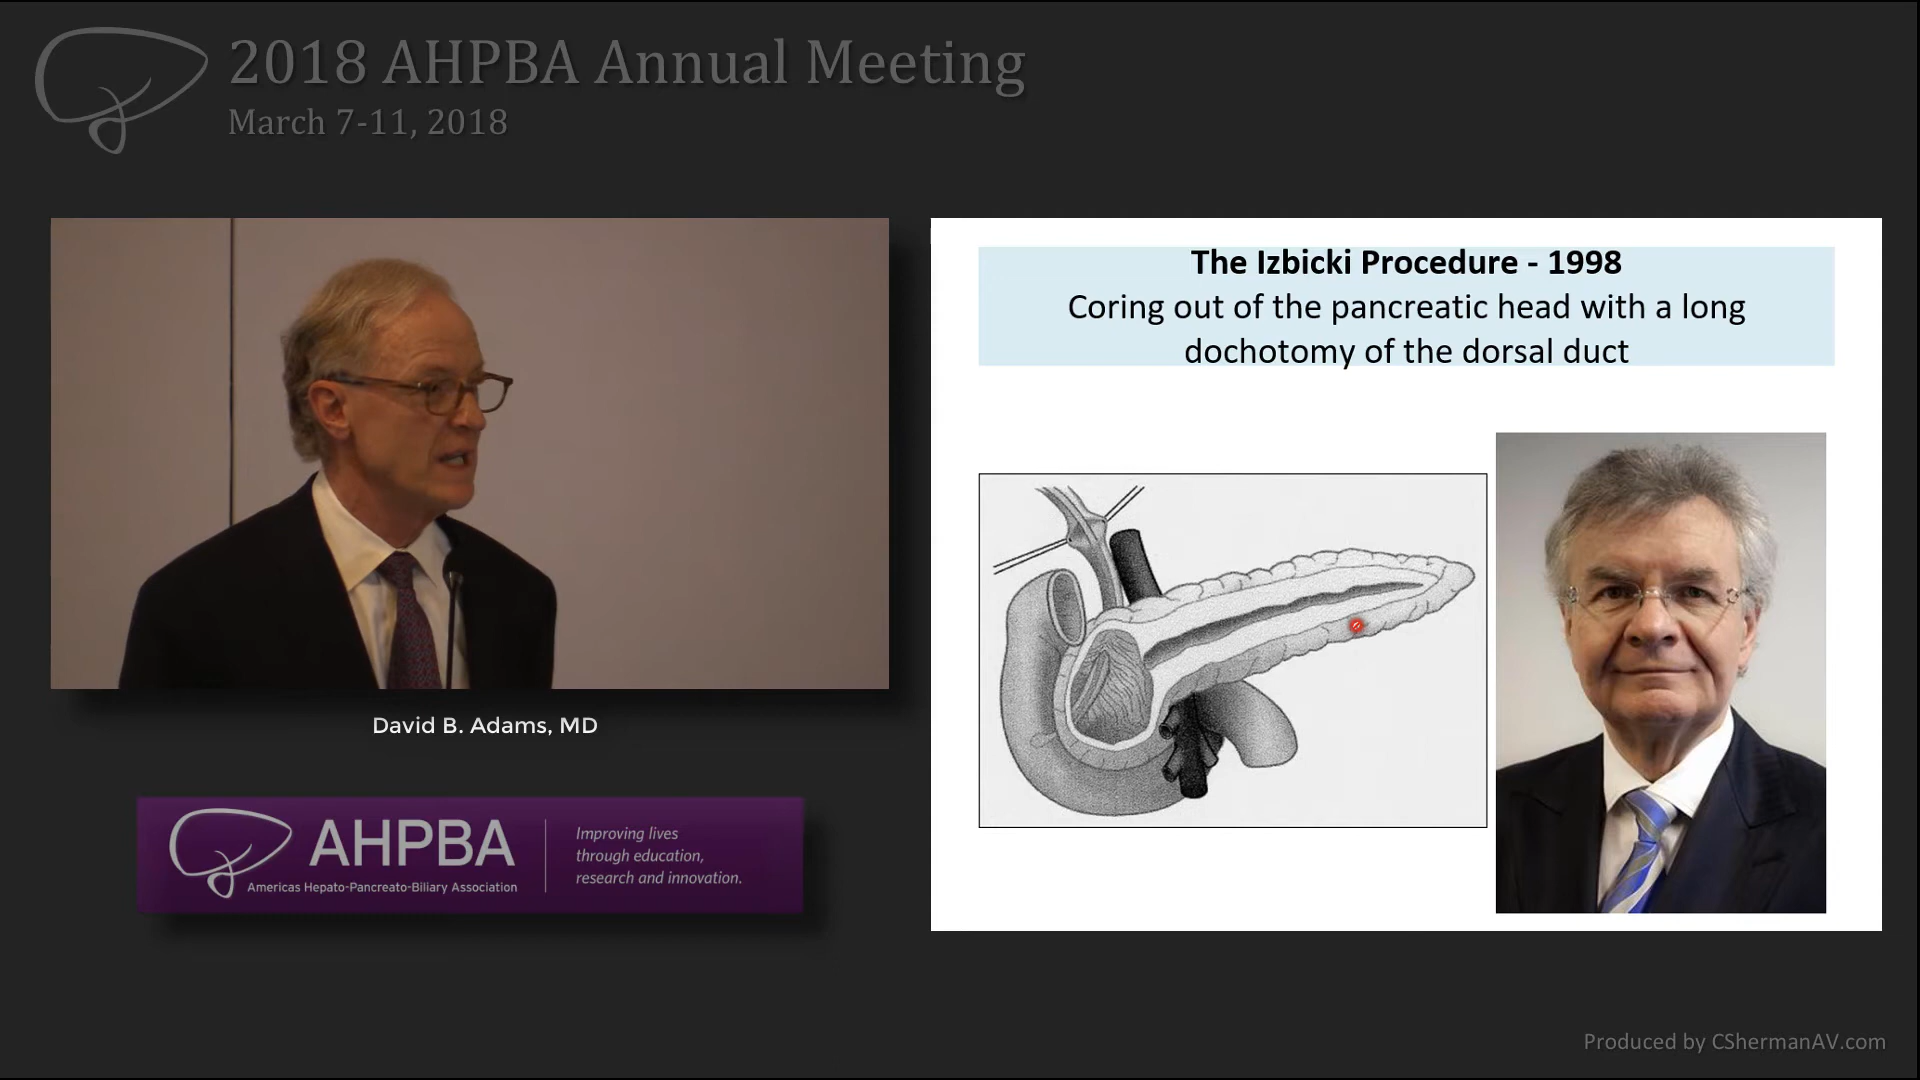 2018 AHPBA Annual Meeting
March 7-11, 2018
The Izbicki Procedure - 1998
Coring out of the pancreatic head with a long
dochotomy of the dorsal duct
David B. Adams, MD
AHPBA
Americas Hepato-Pancreato-Biliary Association
Improving lives
through education,
research and innovation.
Produced by CShermanAV.com